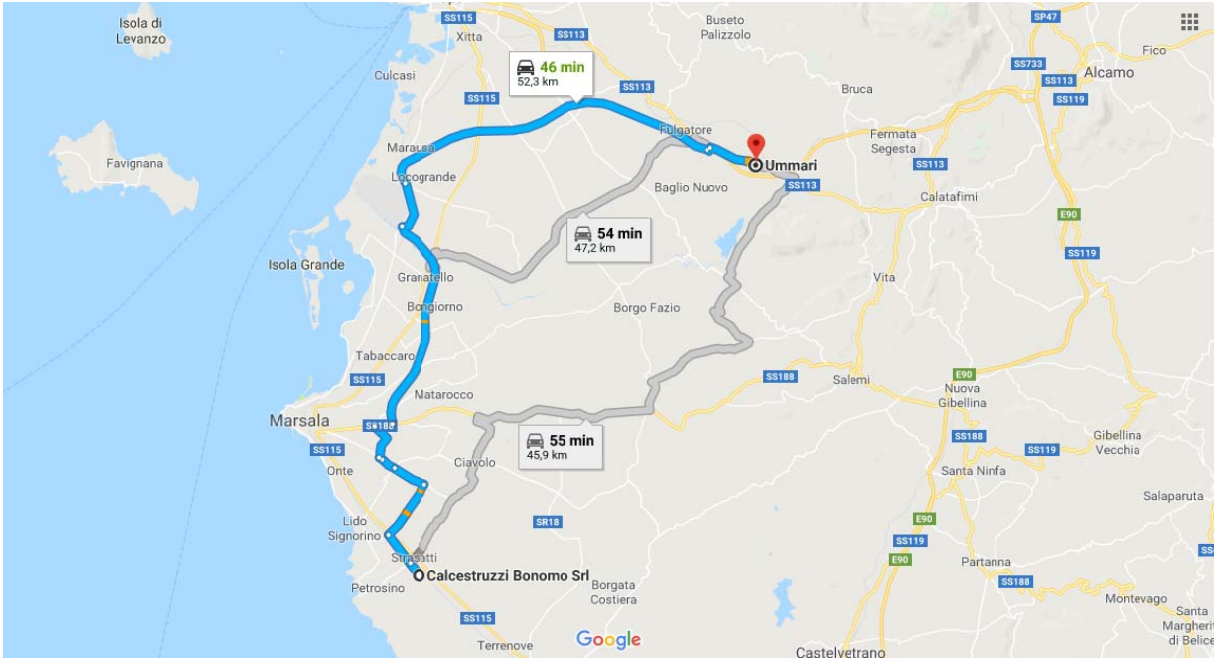 Isola di
Levanzo
SS115
Xitta
SS113
Buseto
Palizzolo
SP47
Fico
46 min
52,3 km
SS733
SS113
Alcamo
Culcasi
SS115
SS113
SS119
Bruca
Fulgatore
Fermata
Segesta
Marausa
Favignana
Locogrande
Ummari
SS113
Baglio Nuovo
SS113
Calatafimi
E90
54 min
47,2 km
SS119
Isola Grande
Granatello
Vita
Bongiorno
Borgo Fazio
Tabaccaro
SS115
SS188
Salemi
E90
Natarocco
Nuova
Gibellina
Marsala
SS188
55 min
45,9 km
SS188
Gibellina
Vecchia
SS115
SS119
Onte
Ciavolo
Santa Ninfa
Salaparuta
Lido
Signorino
SR18
E90
SS119
Strasatti
E90
Partanna
Calcestruzzi Bonomo Srl
Petrosino
Borgata
Costiera
SS188
Montevago
SS115
Santa
Margherit
di Belice
Google
Terrenove
Castelvetrano